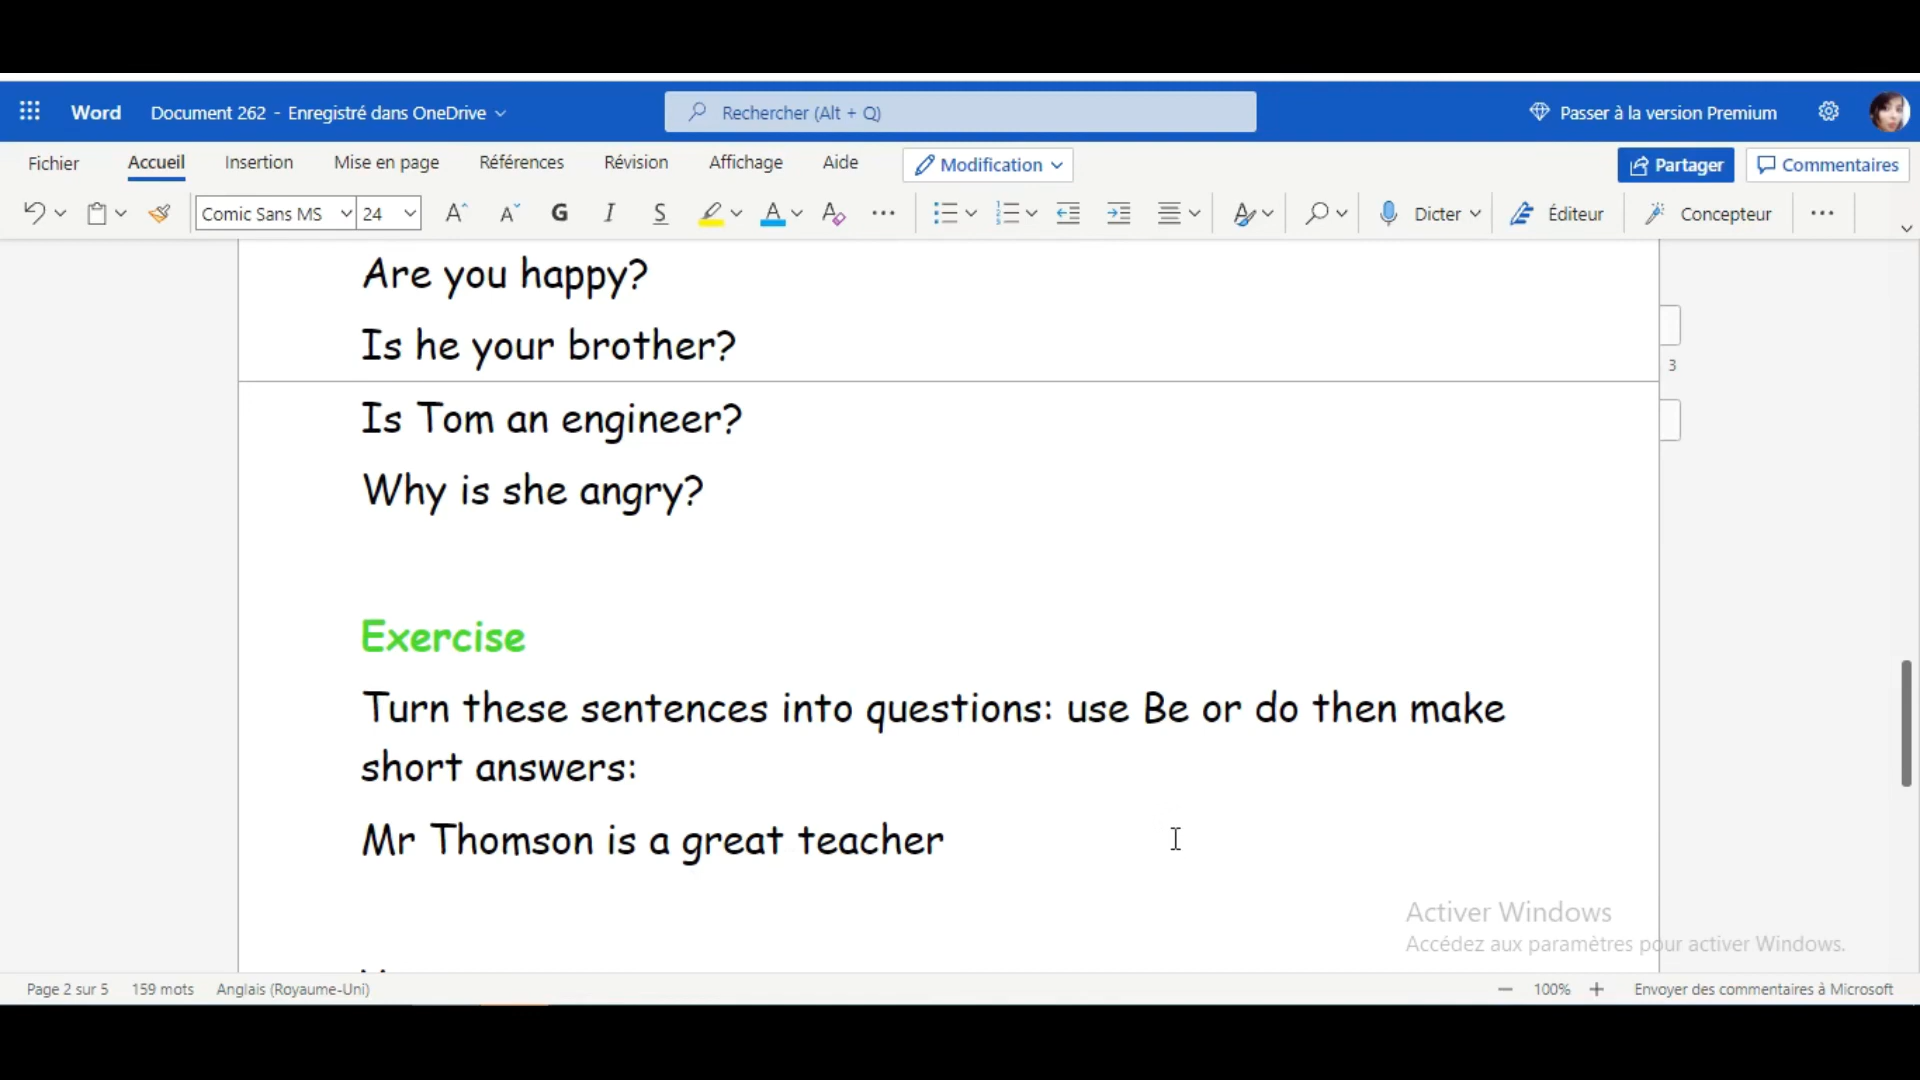 Word Document 262 - Enregistré dans OneDrive Rechercher (Alt + Q) Passer à la version Premium
Fichier Accueil Insertion Mise en page Références Révision Affichage Aide Modification Partager Commentaires
Comic Sans MS 24 G I S A Dicter Éditeur Concepteur
Are you happy?
Is he your brother?
3
Is Tom an engineer?
Why is she angry?
Exercise
Turn these sentences into questions: use Be or do then make
short answers:
Mr Thomson is a great teacher
Activer Windows
Accédez aux paramètres pour activer Windows.
Page 2 sur 5 159 mots Anglais (Royaume-Uni) 100% Envoyer des commentaires à Microsoft